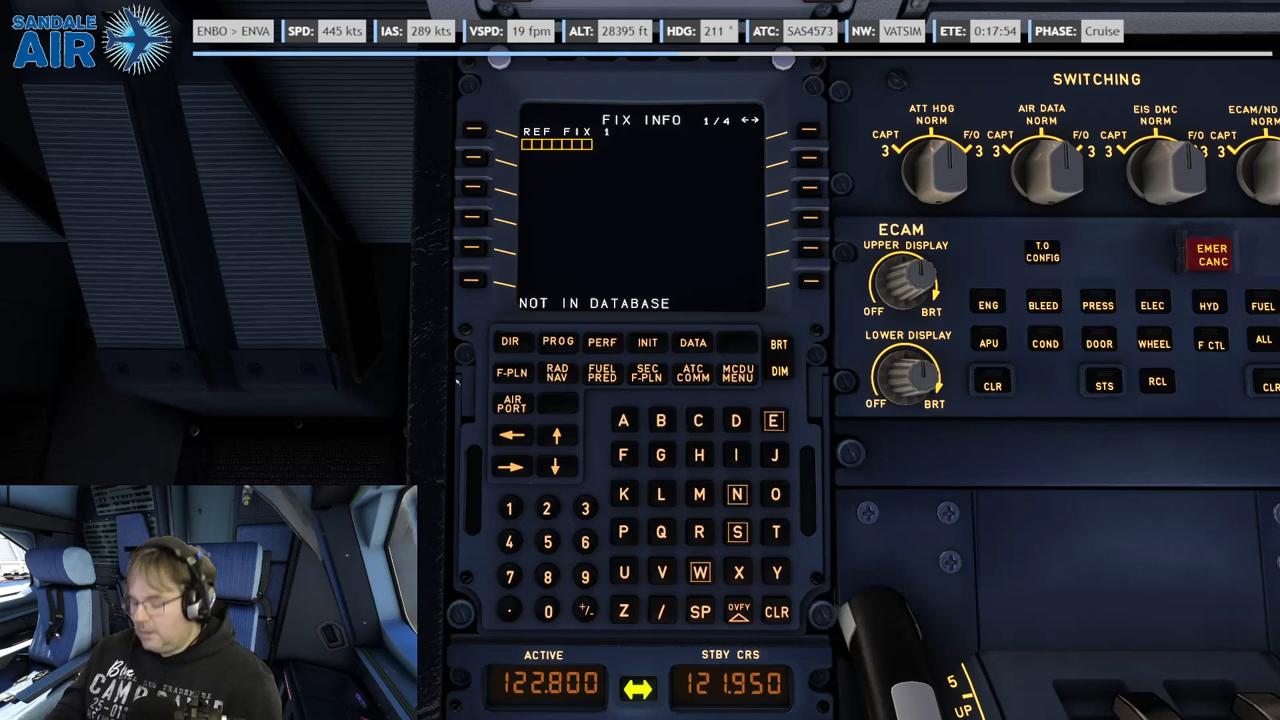 SANDALE
AIR
ENBO > ENVA
SPD: 445 kts
IAS: 289 kts
VSPD: 19 fpm
ALT: 28395 ft
HDG: 211 °
ATC: SAS4573
NW: VATSIM
ETE: 0:17:54
PHASE: Cruise
FIX INFO 1/4 ←→
REF FIX 1
NOT IN DATABASE
DIR PROG PERF INIT DATA BRT
F-PLN RAD NAV FUEL PRED SEC F-PLN ATC COMM MCDU MENU DIM
AIR PORT
← ↑
→ ↓
A B C D E
F G H I J
K L M N O
P Q R S T
U V W X Y
Z / SP OVFY CLR
1 2 3
4 5 6
7 8 9
. 0 +/-
ACTIVE
122.800
STBY CRS
121.950
SWITCHING
ATT HDG
NORM
CAPT 3 F/O 3
AIR DATA
NORM
CAPT 3 F/O 3
EIS DMC
NORM
CAPT 3 F/O 3
ECAM/ND
NORM
CAPT 3
ECAM
UPPER DISPLAY
OFF BRT
LOWER DISPLAY
OFF BRT
T.O
CONFIG
EMER
CANC
ENG BLEED PRESS ELEC HYD FUEL
APU COND DOOR WHEEL F CTL ALL
CLR STS RCL CLR
5
UP